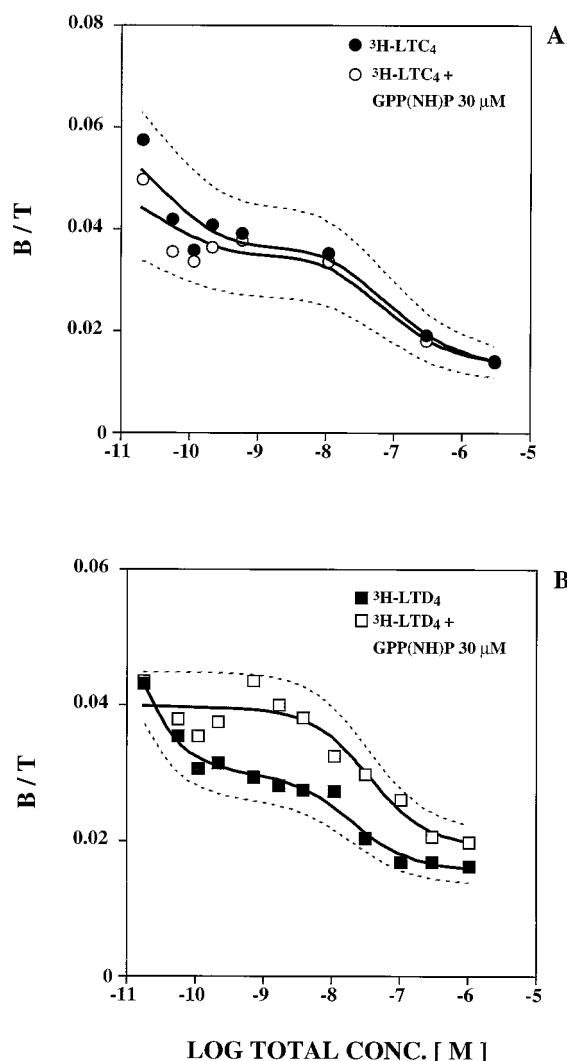 A
0.08
0.06
0.04
0.02
0
B / T
³H-LTC₄
³H-LTC₄ +
GPP(NH)P 30 µM
-11 -10 -9 -8 -7 -6 -5
B
0.06
0.04
0.02
0
B / T
³H-LTD₄
³H-LTD₄ +
GPP(NH)P 30 µM
-11 -10 -9 -8 -7 -6 -5
LOG TOTAL CONC. [ M ]